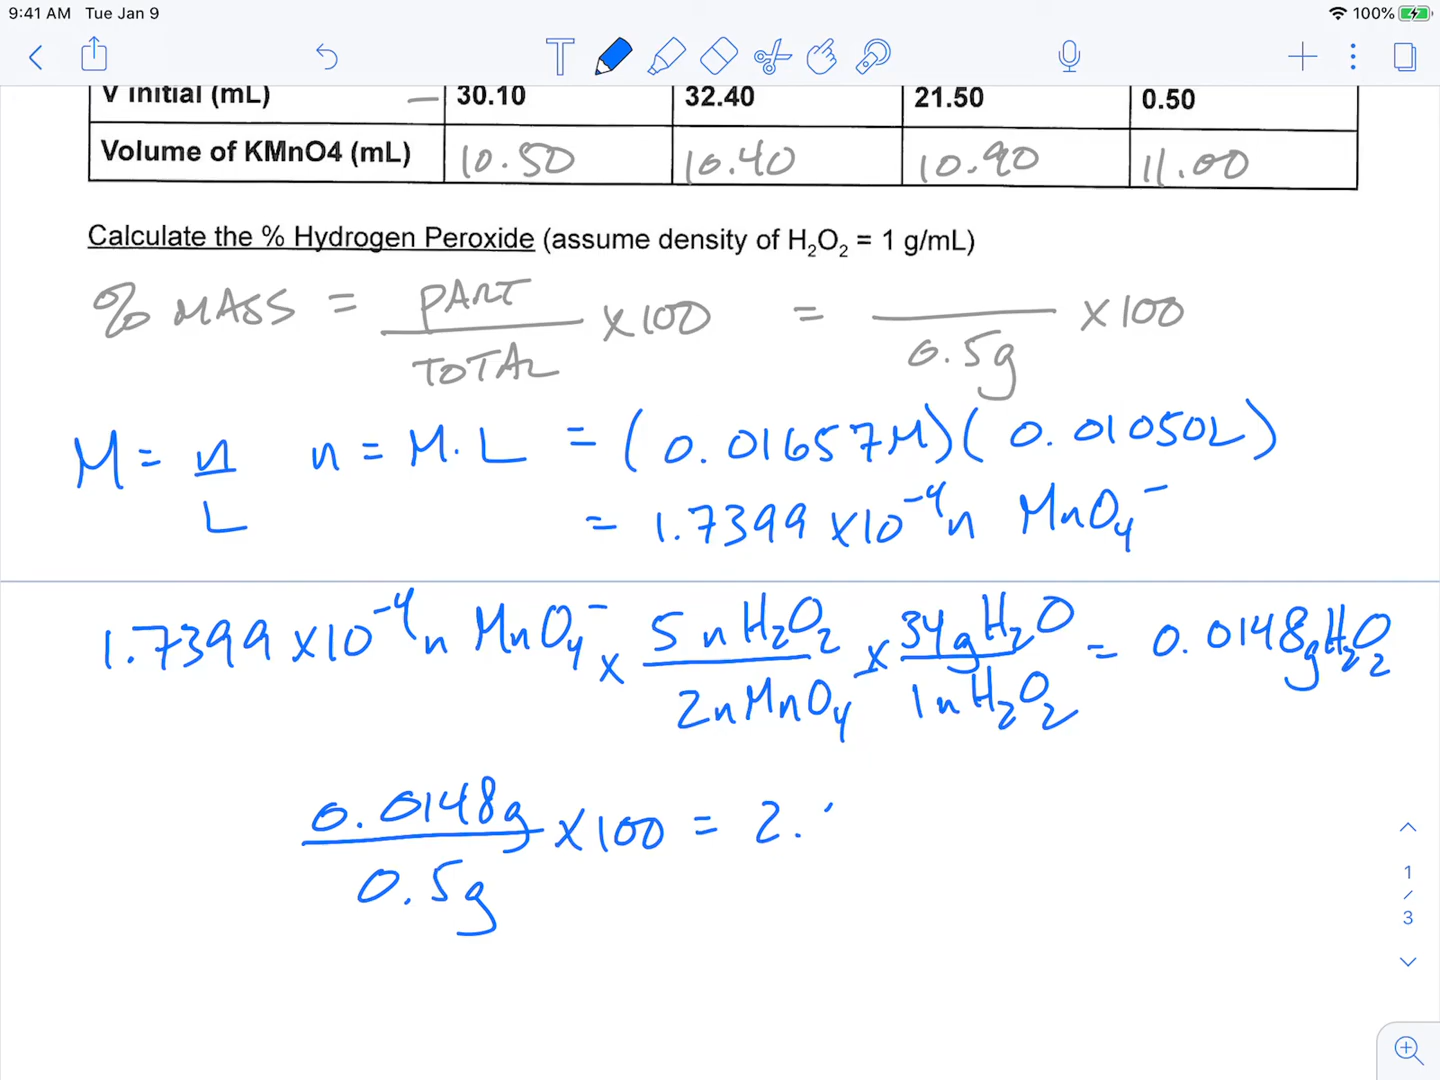 9:41 AM Tue Jan 9 100%
T
V initial (mL) — 30.10 32.40 21.50 0.50
Volume of KMnO4 (mL) 10.50 10.40 10.90 11.00
Calculate the % Hydrogen Peroxide (assume density of H₂O₂ = 1 g/mL)
% MASS = PART / TOTAL × 100 = / 0.5g × 100
M = n / L n = M · L = (0.01657M)(0.01050L)
= 1.7399 × 10⁻⁴ n MnO₄⁻
1.7399 × 10⁻⁴ n MnO₄⁻ × 5 n H₂O₂ / 2 n MnO₄ × 34g H₂O / 1 n H₂O₂ = 0.0148g H₂O₂
0.0148g / 0.5g × 100 = 2.
1 / 3